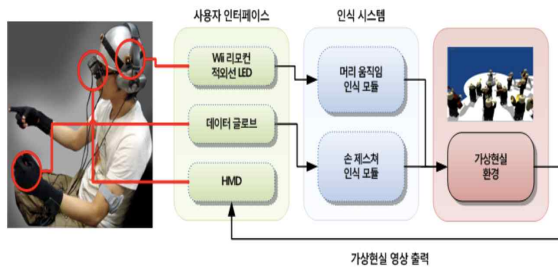 사용자 인터페이스
인식 시스템
Wii 리모컨
적외선 LED
머리 움직임
인식 모듈
데이터 글로브
손 제스쳐
인식 모듈
가상현실
환경
HMD
가상현실 영상 출력